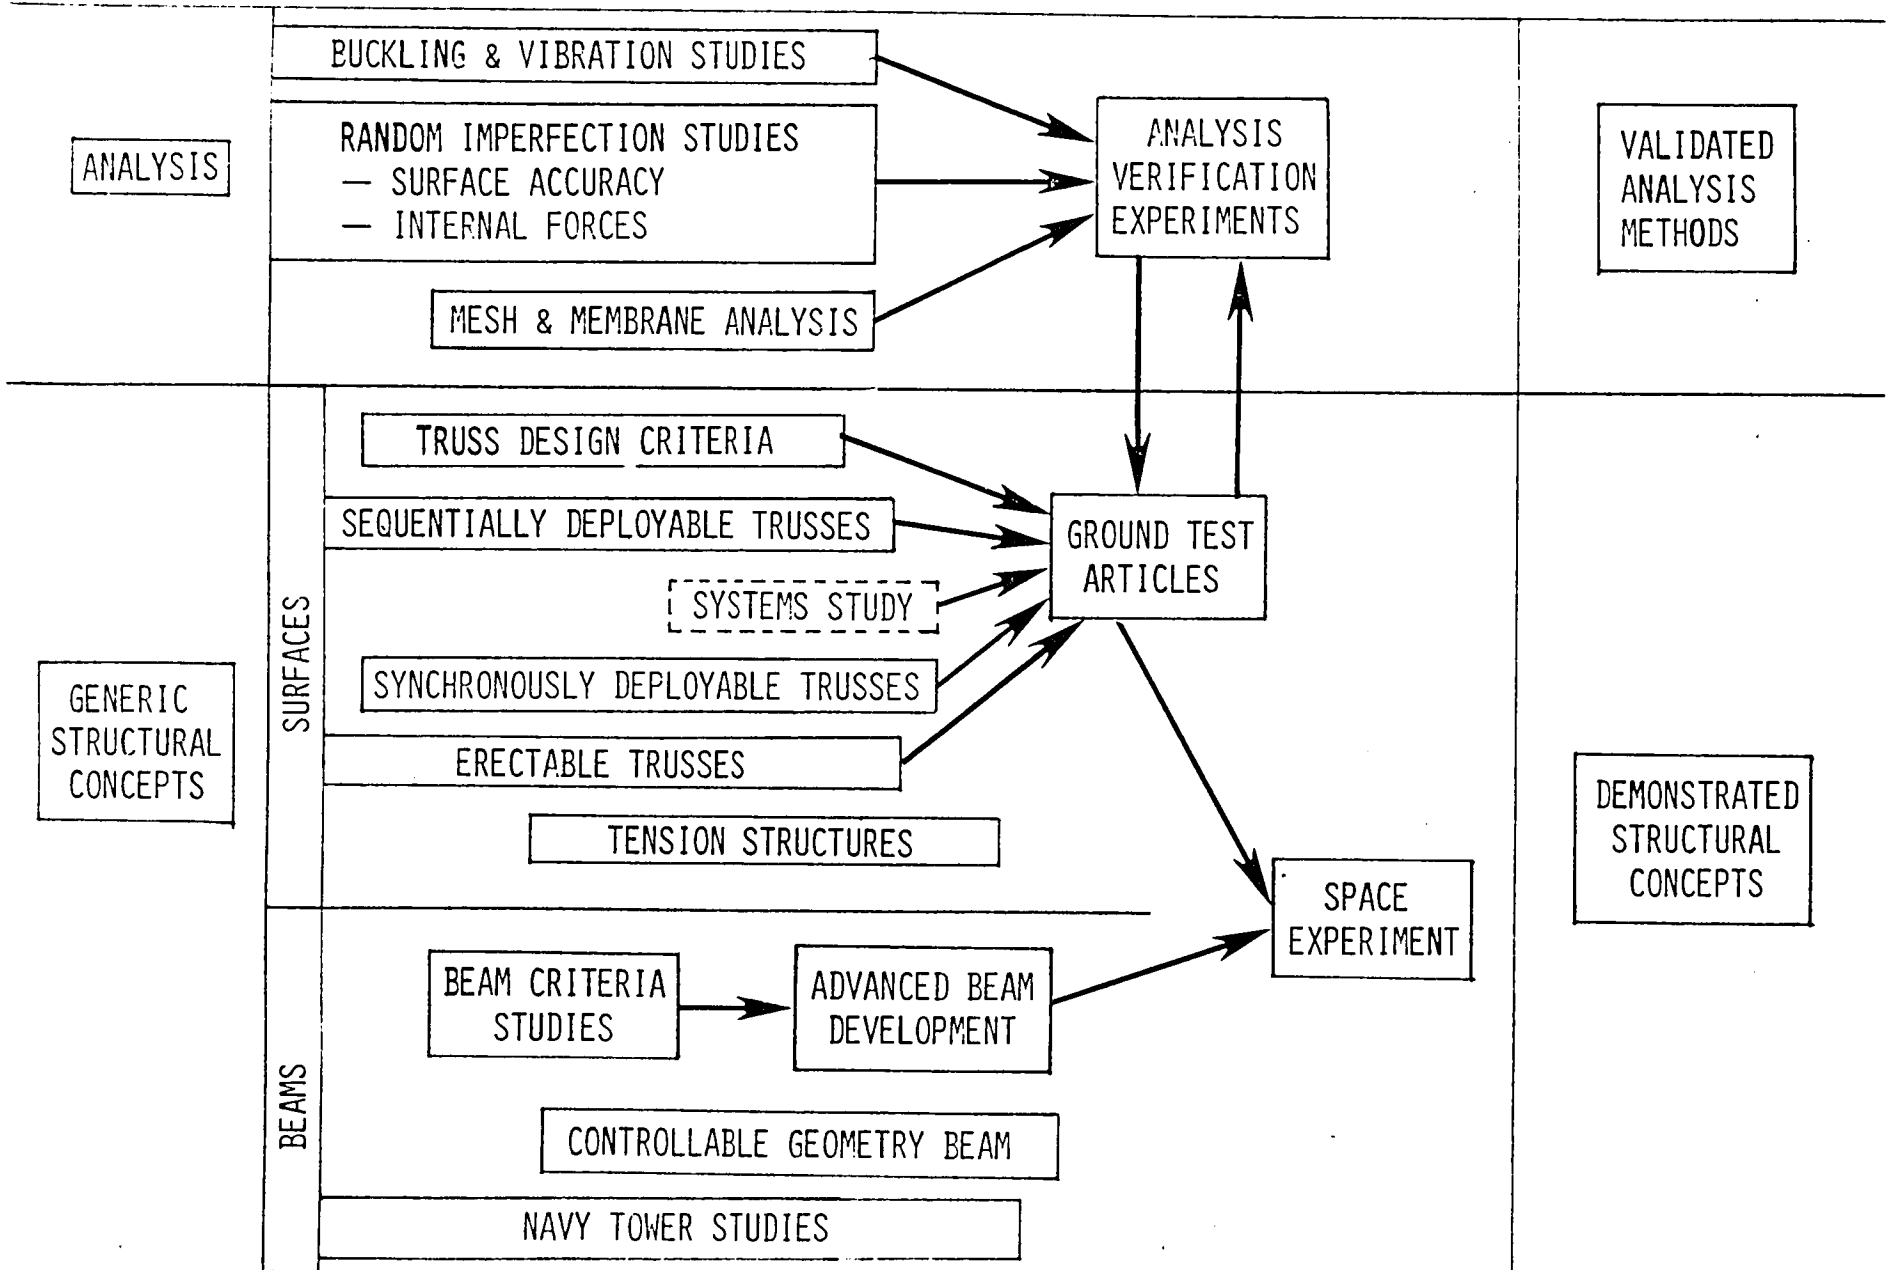 BUCKLING & VIBRATION STUDIES
ANALYSIS
RANDOM IMPERFECTION STUDIES
— SURFACE ACCURACY
— INTERNAL FORCES
MESH & MEMBRANE ANALYSIS
ANALYSIS
VERIFICATION
EXPERIMENTS
VALIDATED
ANALYSIS
METHODS
GENERIC
STRUCTURAL
CONCEPTS
SURFACES
TRUSS DESIGN CRITERIA
SEQUENTIALLY DEPLOYABLE TRUSSES
SYSTEMS STUDY
SYNCHRONOUSLY DEPLOYABLE TRUSSES
ERECTABLE TRUSSES
TENSION STRUCTURES
GROUND TEST
ARTICLES
SPACE
EXPERIMENT
DEMONSTRATED
STRUCTURAL
CONCEPTS
BEAMS
BEAM CRITERIA
STUDIES
ADVANCED BEAM
DEVELOPMENT
CONTROLLABLE GEOMETRY BEAM
NAVY TOWER STUDIES